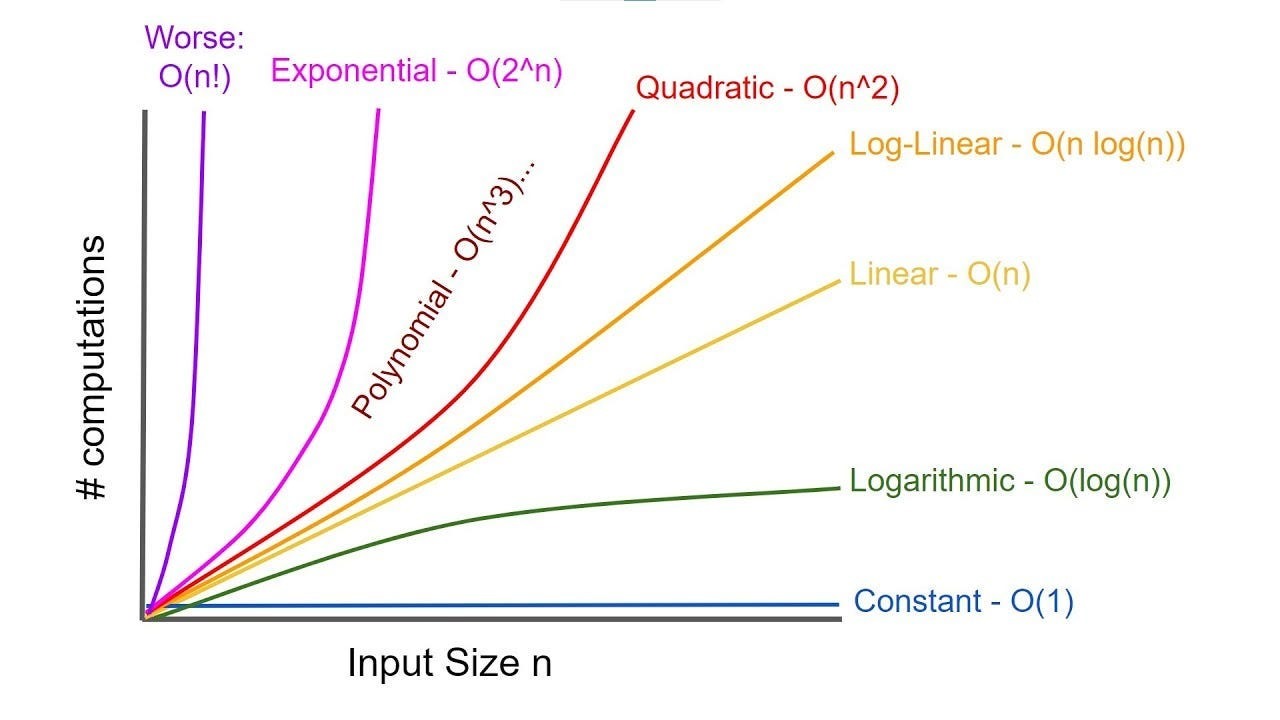 Worse:
O(n!)
Exponential - O(2^n)
Quadratic - O(n^2)
Log-Linear - O(n log(n))
Polynomial - O(n^3)...
Linear - O(n)
# computations
Logarithmic - O(log(n))
Constant - O(1)
Input Size n